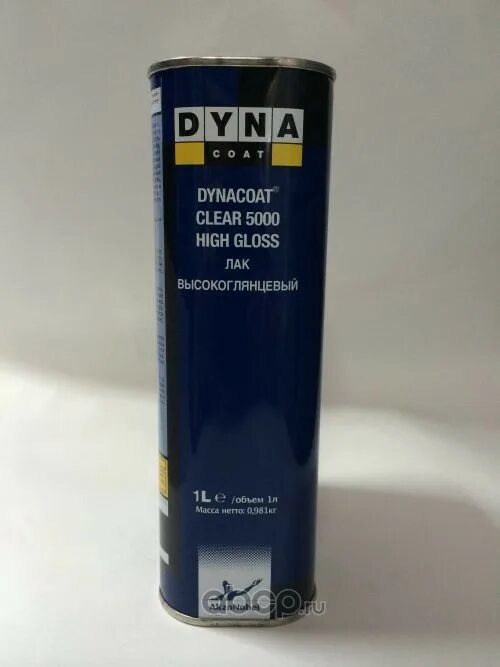 DYNA
COAT
DYNACOAT®
CLEAR 5000
HIGH GLOSS
ЛАК
ВЫСОКОГЛЯНЦЕВЫЙ
1L℮ /объем 1л
Масса нетто: 0,981кг
AkzoNobel